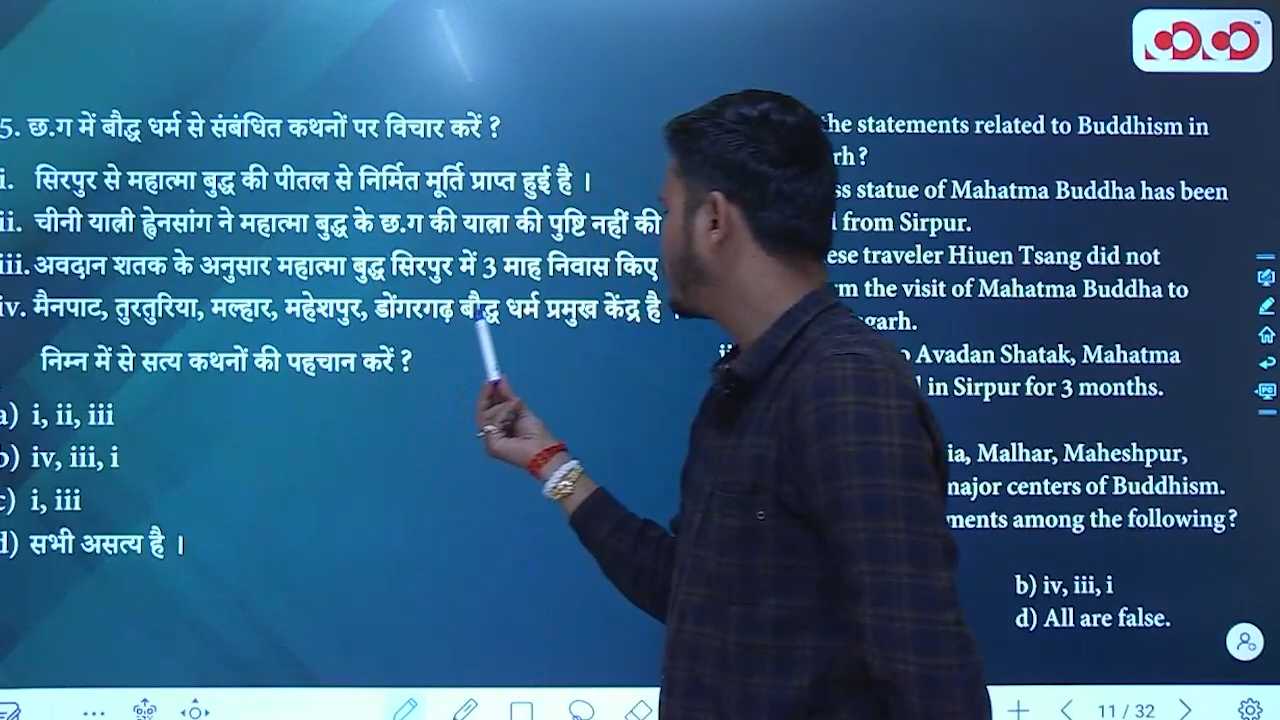 5. छ.ग में बौद्ध धर्म से संबंधित कथनों पर विचार करें ?
i. सिरपुर से महात्मा बुद्ध की पीतल से निर्मित मूर्ति प्राप्त हुई है ।
ii. चीनी यात्री ह्वेनसांग ने महात्मा बुद्ध के छ.ग की यात्रा की पुष्टि नहीं की
iii. अवदान शतक के अनुसार महात्मा बुद्ध सिरपुर में 3 माह निवास किए
iv. मैनपाट, तुरतुरिया, मल्हार, महेशपुर, डोंगरगढ़ बौद्ध धर्म प्रमुख केंद्र है ।
निम्न में से सत्य कथनों की पहचान करें ?
a) i, ii, iii
b) iv, iii, i
c) i, iii
d) सभी असत्य है ।
the statements related to Buddhism in
rh?
ss statue of Mahatma Buddha has been
from Sirpur.
ese traveler Hiuen Tsang did not
rm the visit of Mahatma Buddha to
garh.
Avadan Shatak, Mahatma
in Sirpur for 3 months.
ia, Malhar, Maheshpur,
major centers of Buddhism.
ments among the following?
b) iv, iii, i
d) All are false.
11 / 32